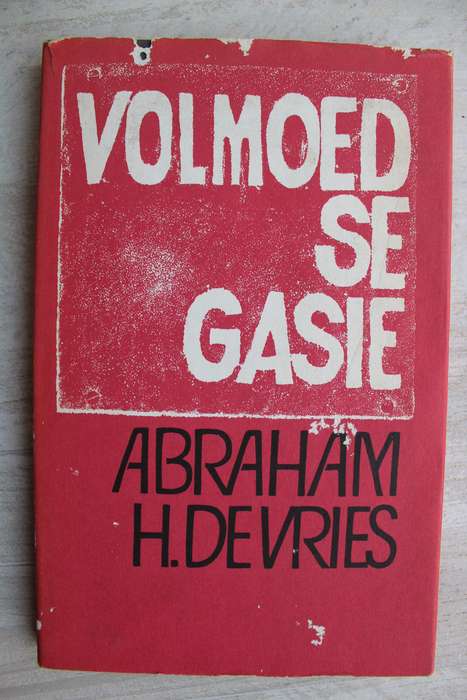 VOLMOED
SE
GASIE
ABRAHAM
H. DE VRIES